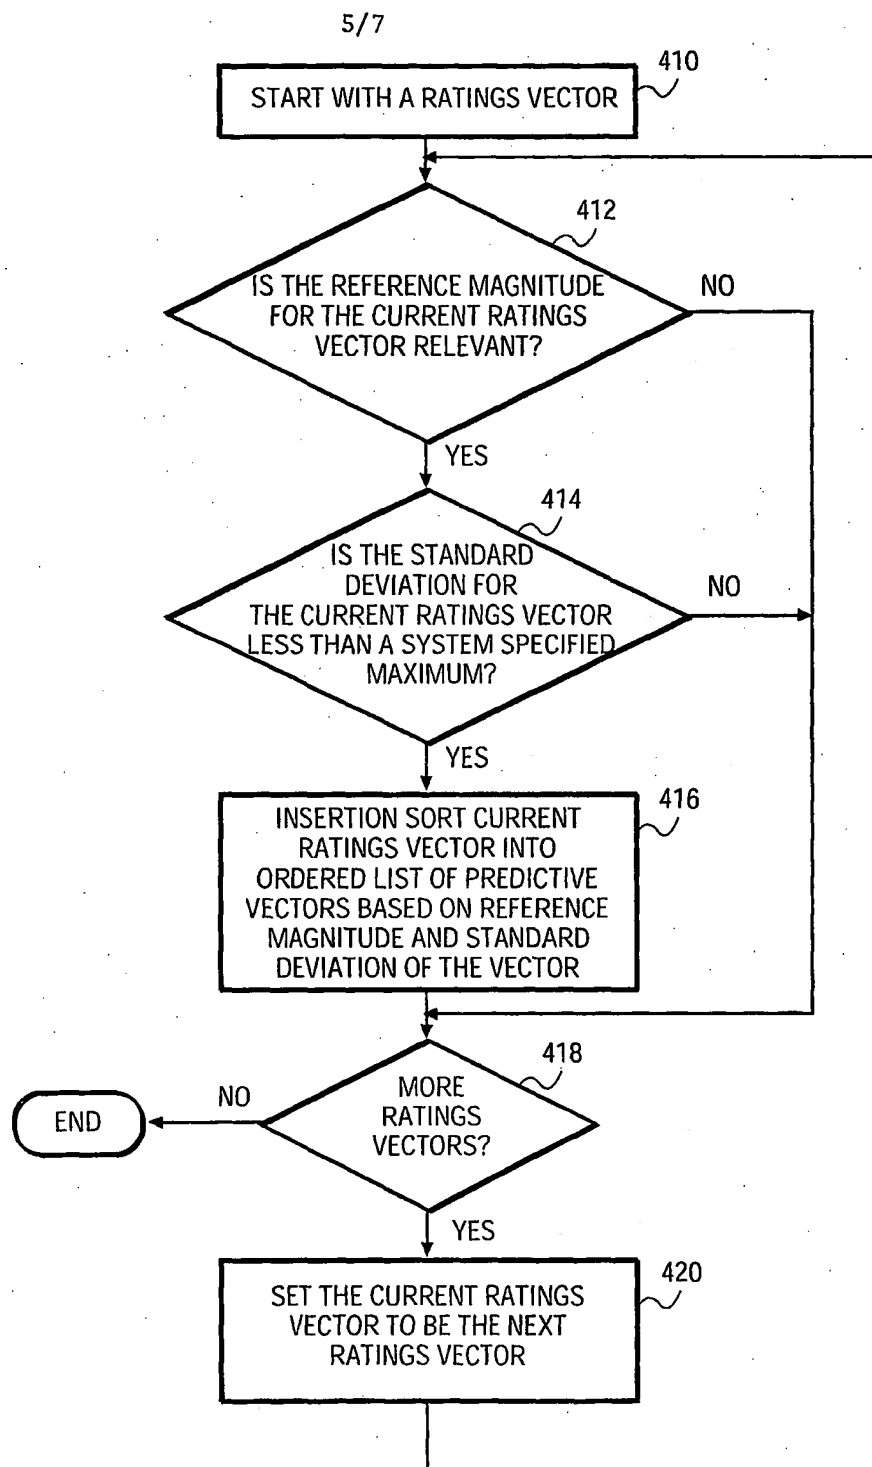 5/7
410
START WITH A RATINGS VECTOR
412
IS THE REFERENCE MAGNITUDE
FOR THE CURRENT RATINGS
VECTOR RELEVANT?
NO
YES
414
IS THE STANDARD
DEVIATION FOR
THE CURRENT RATINGS VECTOR
LESS THAN A SYSTEM SPECIFIED
MAXIMUM?
NO
YES
416
INSERTION SORT CURRENT
RATINGS VECTOR INTO
ORDERED LIST OF PREDICTIVE
VECTORS BASED ON REFERENCE
MAGNITUDE AND STANDARD
DEVIATION OF THE VECTOR
418
MORE
RATINGS
VECTORS?
NO
END
YES
420
SET THE CURRENT RATINGS
VECTOR TO BE THE NEXT
RATINGS VECTOR